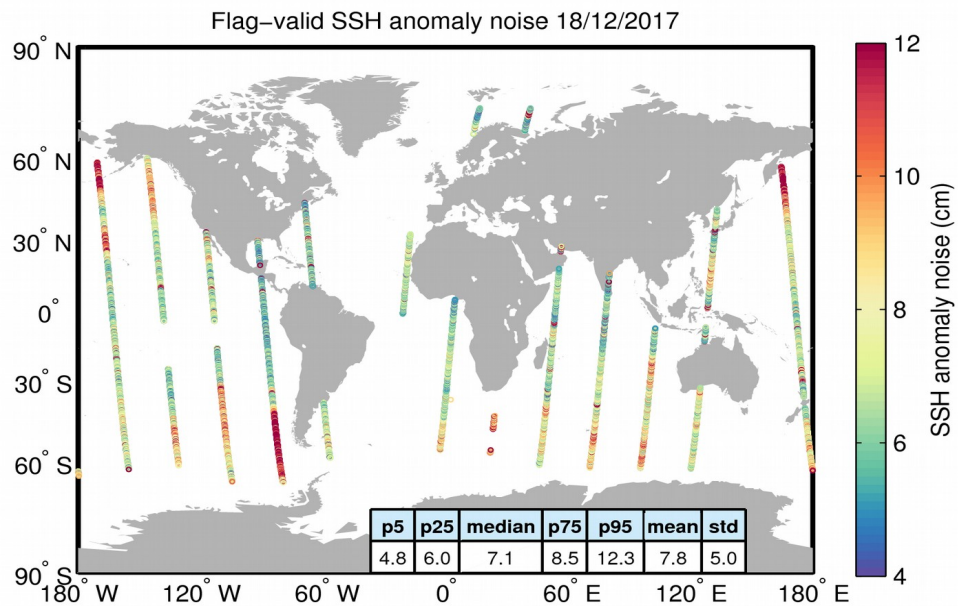 Flag−valid SSH anomaly noise 18/12/2017
90° N
60° N
30° N
0°
30° S
60° S
90° S
180° W
120° W
60° W
0°
60° E
120° E
180° E
p5 p25 median p75 p95 mean std
4.8 6.0 7.1 8.5 12.3 7.8 5.0
12
10
8
6
4
SSH anomaly noise (cm)